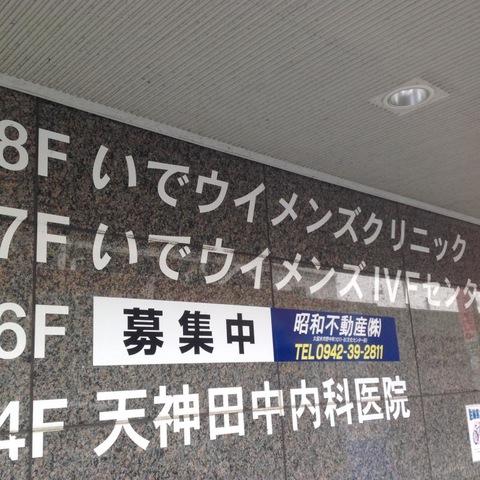 8F いでウイメンズクリニック
7F いでウイメンズIVFセンタ
6F 募集中 昭和不動産(株)
TEL 0942-39-2811
4F 天神田中内科医院